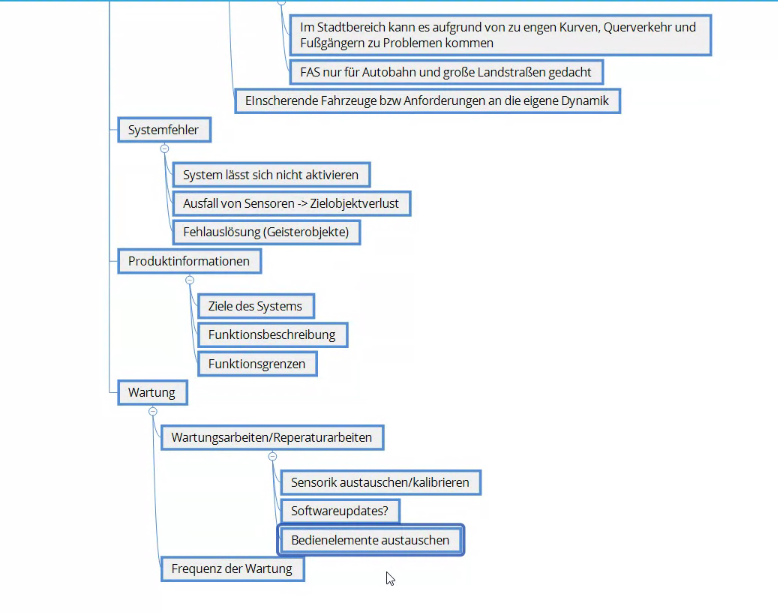 Im Stadtbereich kann es aufgrund von zu engen Kurven, Querverkehr und
Fußgängern zu Problemen kommen
FAS nur für Autobahn und große Landstraßen gedacht
EInscherende Fahrzeuge bzw Anforderungen an die eigene Dynamik
Systemfehler
System lässt sich nicht aktivieren
Ausfall von Sensoren -> Zielobjektverlust
Fehlauslösung (Geisterobjekte)
Produktinformationen
Ziele des Systems
Funktionsbeschreibung
Funktionsgrenzen
Wartung
Wartungsarbeiten/Reperaturarbeiten
Sensorik austauschen/kalibrieren
Softwareupdates?
Bedienelemente austauschen
Frequenz der Wartung